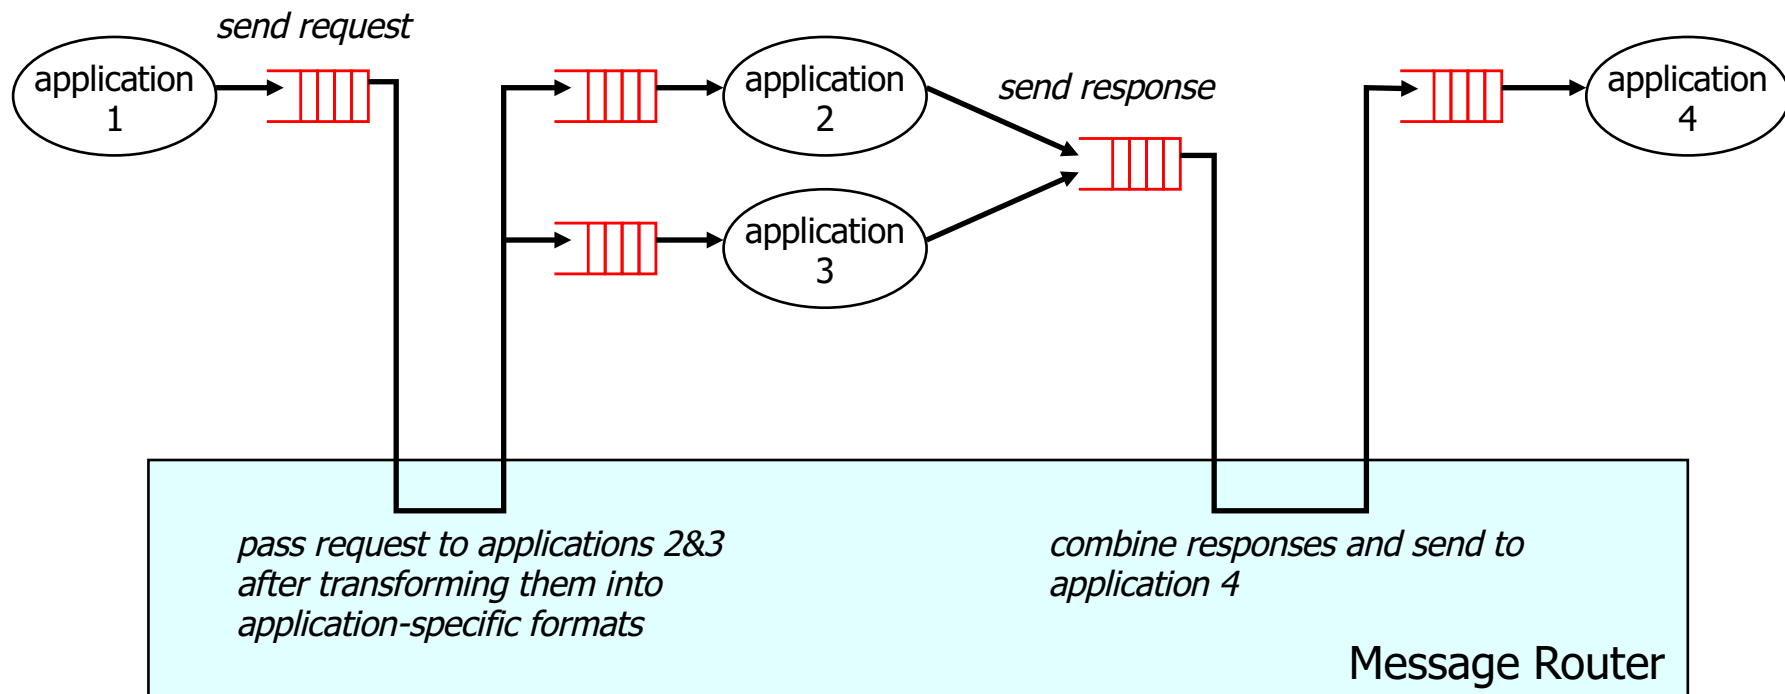 send request
application
1
application
2
send response
application
4
application
3
pass request to applications 2&3
after transforming them into
application-specific formats
combine responses and send to
application 4
Message Router